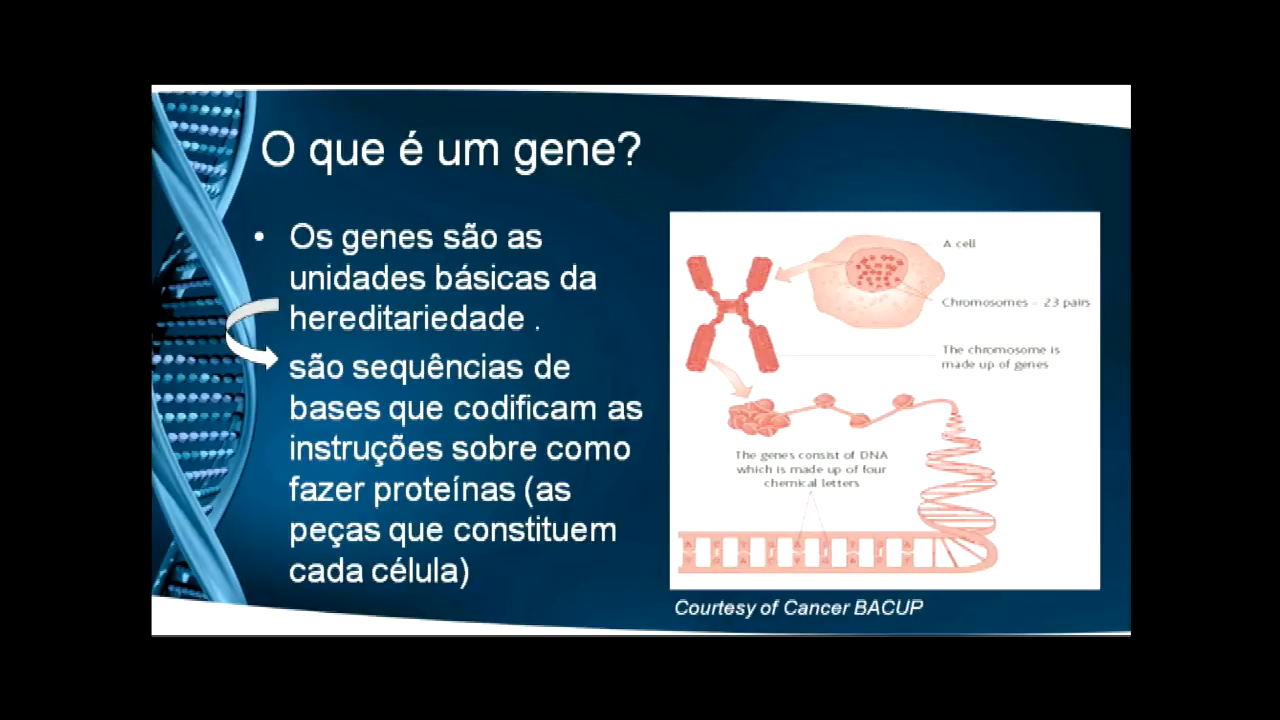 O que é um gene?
• Os genes são as
unidades básicas da
hereditariedade .
são sequências de
bases que codificam as
instruções sobre como
fazer proteínas (as
peças que constituem
cada célula)
A cell
Chromosomes – 23 pairs
The chromosome is
made up of genes
The genes consist of DNA
which is made up of four
chemical letters
Courtesy of Cancer BACUP